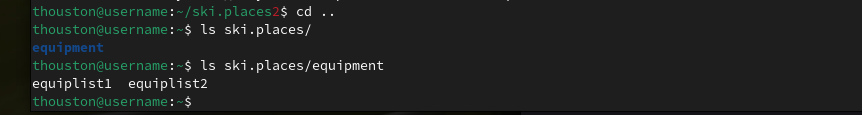 thouston@username:~/ski.places2$ cd ..
thouston@username:~$ ls ski.places/
equipment
thouston@username:~$ ls ski.places/equipment
equiplist1  equiplist2
thouston@username:~$